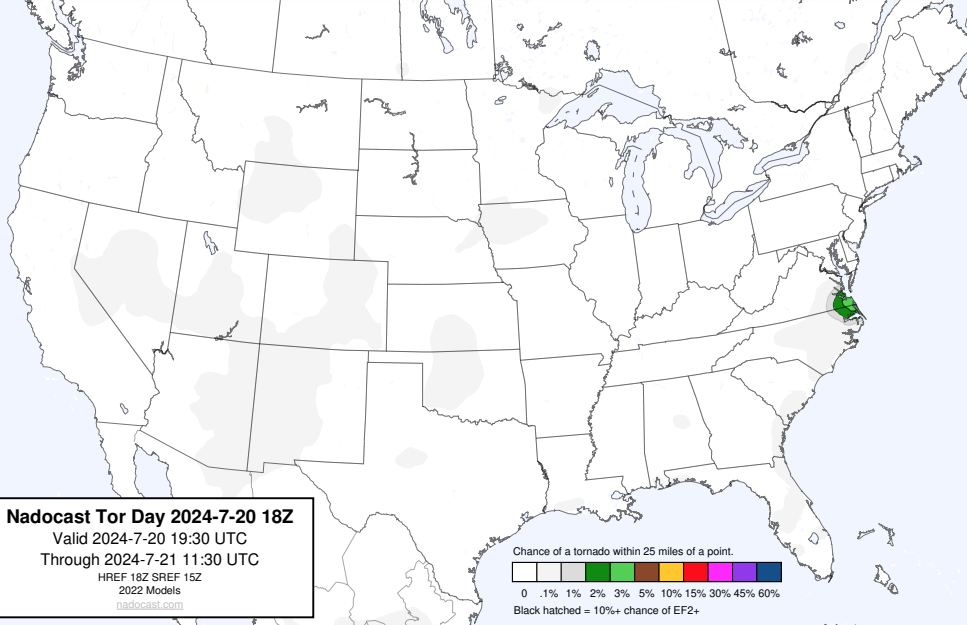 Nadocast Tor Day 2024-7-20 18Z
Valid 2024-7-20 19:30 UTC
Through 2024-7-21 11:30 UTC
HREF 18Z SREF 15Z
2022 Models
nadocast.com
Chance of a tornado within 25 miles of a point.
0 .1% 1% 2% 3% 5% 10% 15% 30% 45% 60%
Black hatched = 10%+ chance of EF2+